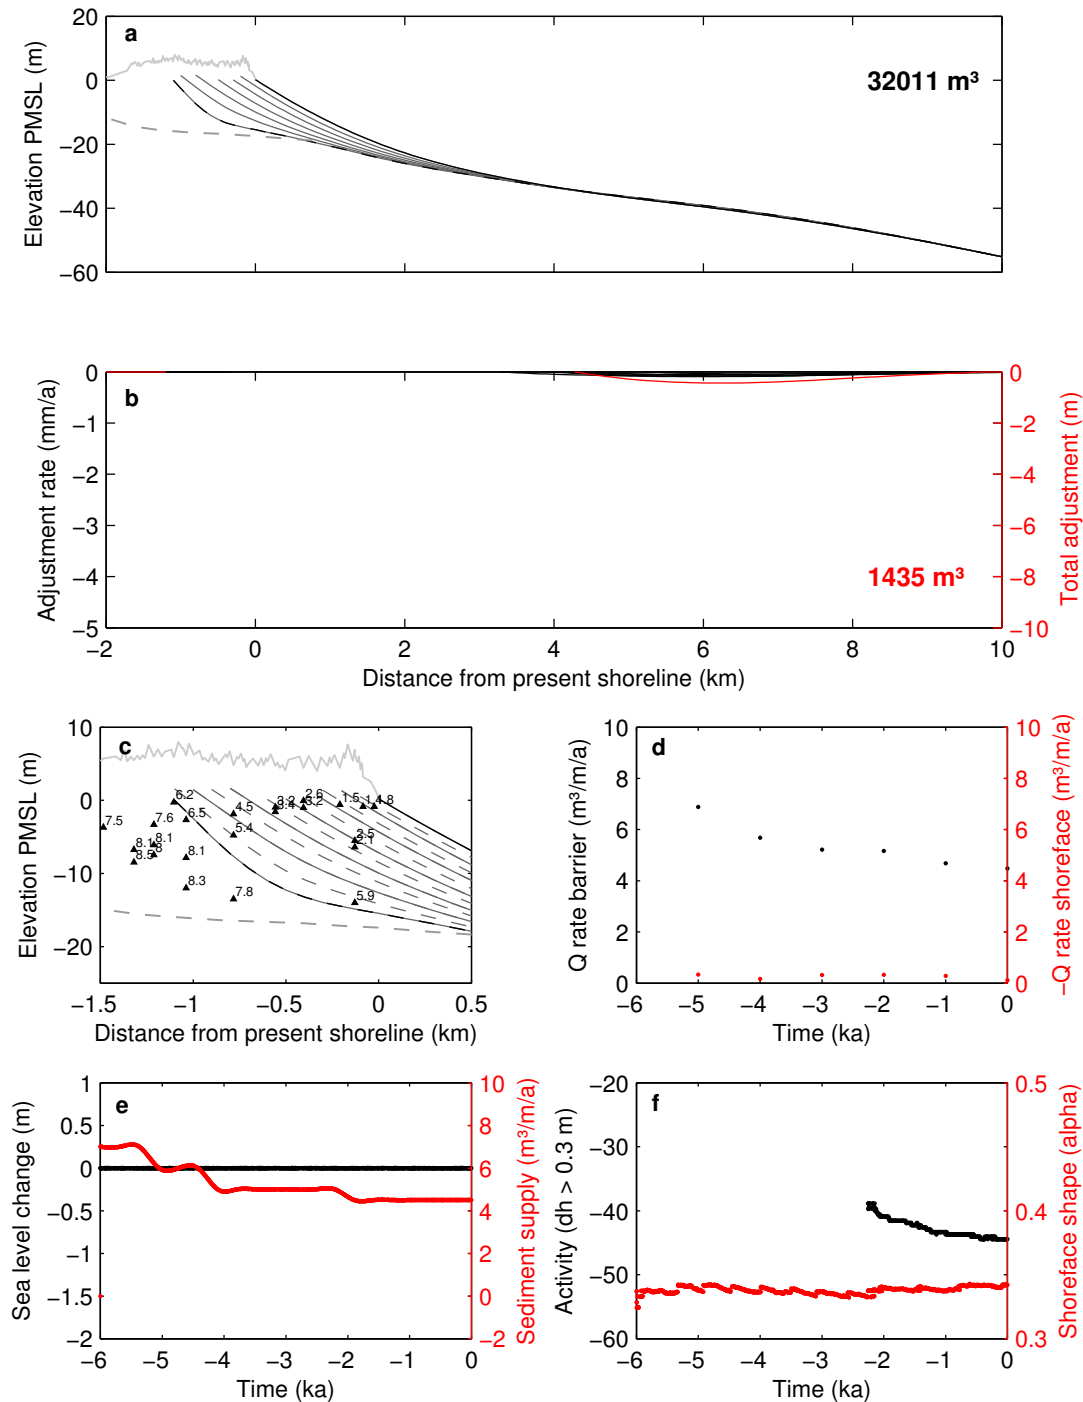 a
32011 m³
Elevation PMSL (m)
20
0
−20
−40
−60
b
1435 m³
Adjustment rate (mm/a)
0
−1
−2
−3
−4
−5
Total adjustment (m)
0
−2
−4
−6
−8
−10
−2 0 2 4 6 8 10
Distance from present shoreline (km)
c
Elevation PMSL (m)
10
0
−10
−20
7.5
6.2
7.6
6.5
8.1
8.1
8.5
8
8.1
8.3
4.5
5.4
7.8
3.2
3.4
2.6
3.2
1.5
2.5
2.1
5.9
−1.5 −1 −0.5 0 0.5
Distance from present shoreline (km)
d
Q rate barrier (m³/m/a)
10
8
6
4
2
0
−Q rate shoreface (m³/m/a)
10
8
6
4
2
0
−6 −5 −4 −3 −2 −1 0
Time (ka)
e
Sea level change (m)
1
0.5
0
−0.5
−1
−1.5
−2
Sediment supply (m³/m/a)
10
8
6
4
2
0
−2
−6 −5 −4 −3 −2 −1 0
Time (ka)
f
Activity (dh > 0.3 m)
−20
−30
−40
−50
−60
Shoreface shape (alpha)
0.5
0.4
0.3
−6 −5 −4 −3 −2 −1 0
Time (ka)